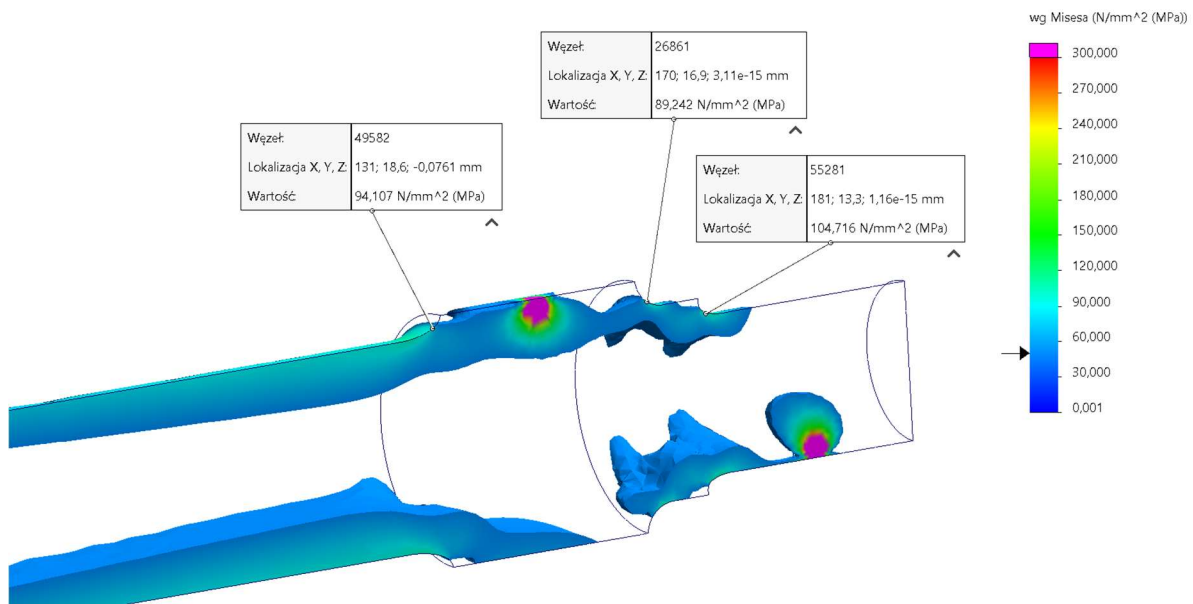 wg Misesa (N/mm^2 (MPa))
Węzeł: 26861
Lokalizacja X, Y, Z: 170; 16,9; 3,11e-15 mm
Wartość: 89,242 N/mm^2 (MPa)
Węzeł: 49582
Lokalizacja X, Y, Z: 131; 18,6; -0,0761 mm
Wartość: 94,107 N/mm^2 (MPa)
Węzeł: 55281
Lokalizacja X, Y, Z: 181; 13,3; 1,16e-15 mm
Wartość: 104,716 N/mm^2 (MPa)
300,000
270,000
240,000
210,000
180,000
150,000
120,000
90,000
60,000
30,000
0,001